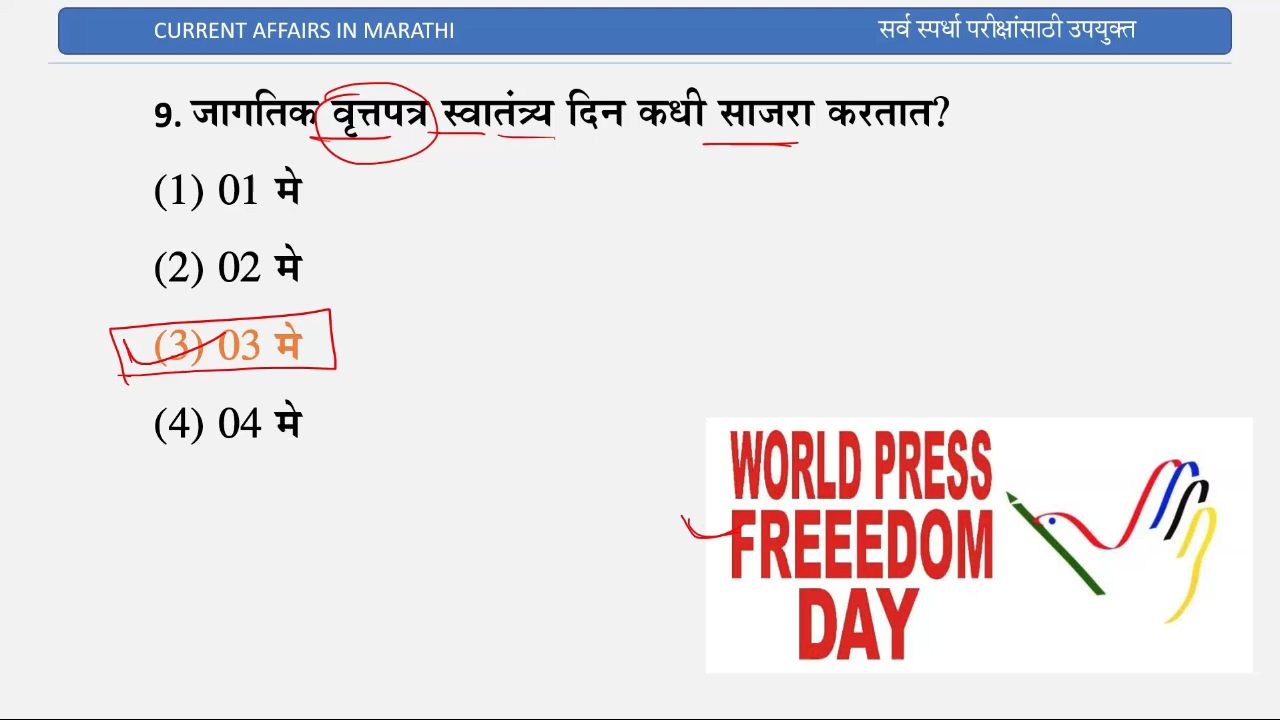 CURRENT AFFAIRS IN MARATHI
सर्व स्पर्धा परीक्षांसाठी उपयुक्त
9. जागतिक वृत्तपत्र स्वातंत्र्य दिन कधी साजरा करतात?
(1) 01 मे
(2) 02 मे
(3) 03 मे
(4) 04 मे
WORLD PRESS
FREEEDOM
DAY